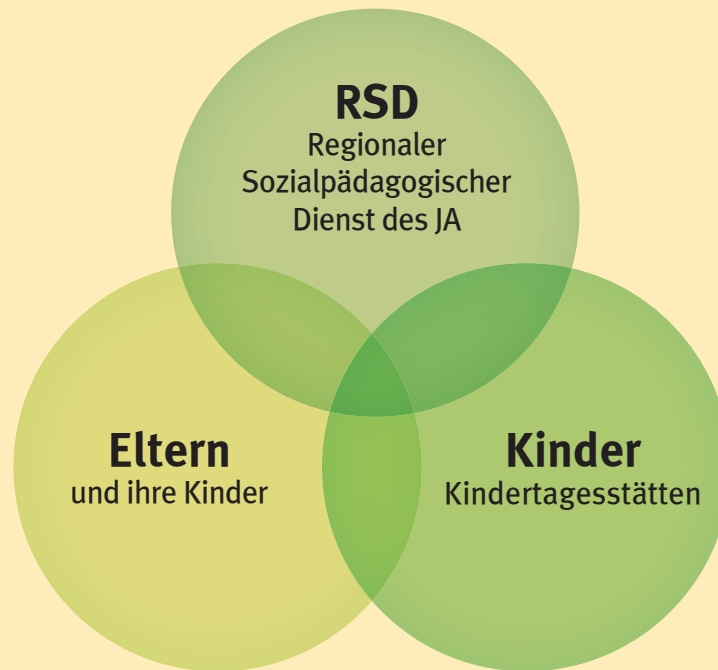 RSD
Regionaler
Sozialpädagogischer
Dienst des JA
Eltern
und ihre Kinder
Kinder
Kindertagesstätten